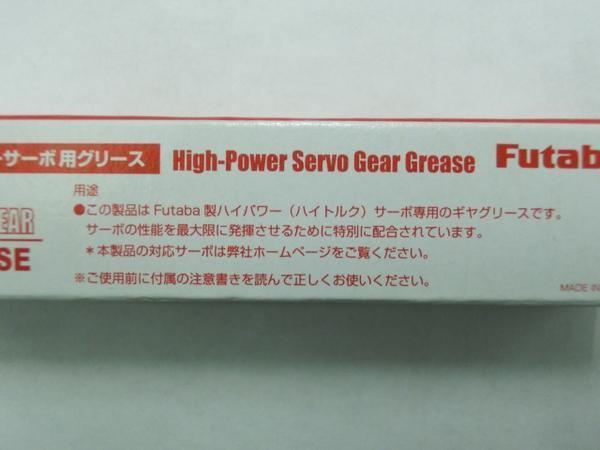 ーサーボ用グリース High-Power Servo Gear Grease Futab
用途
●この製品は Futaba 製ハイパワー（ハイトルク）サーボ専用のギヤグリースです。
サーボの性能を最大限に発揮させるために特別に配合されています。
＊本製品の対応サーボは弊社ホームページをご覧ください。
※ご使用前に付属の注意書きを読んで正しくお使いください。
EAR
SE
MADE IN